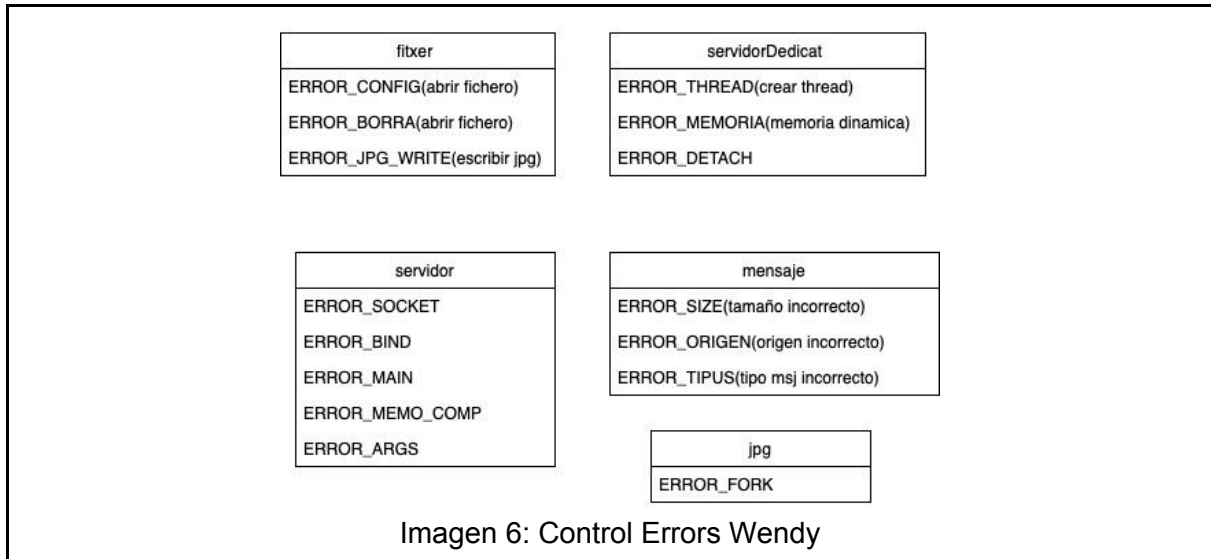 fitxer
ERROR_CONFIG(abrir fichero)
ERROR_BORRA(abrir fichero)
ERROR_JPG_WRITE(escribir jpg)
servidorDedicat
ERROR_THREAD(crear thread)
ERROR_MEMORIA(memoria dinamica)
ERROR_DETACH
servidor
ERROR_SOCKET
ERROR_BIND
ERROR_MAIN
ERROR_MEMO_COMP
ERROR_ARGS
mensaje
ERROR_SIZE(tamaño incorrecto)
ERROR_ORIGEN(origen incorrecto)
ERROR_TIPUS(tipo msj incorrecto)
jpg
ERROR_FORK
Imagen 6: Control Errors Wendy